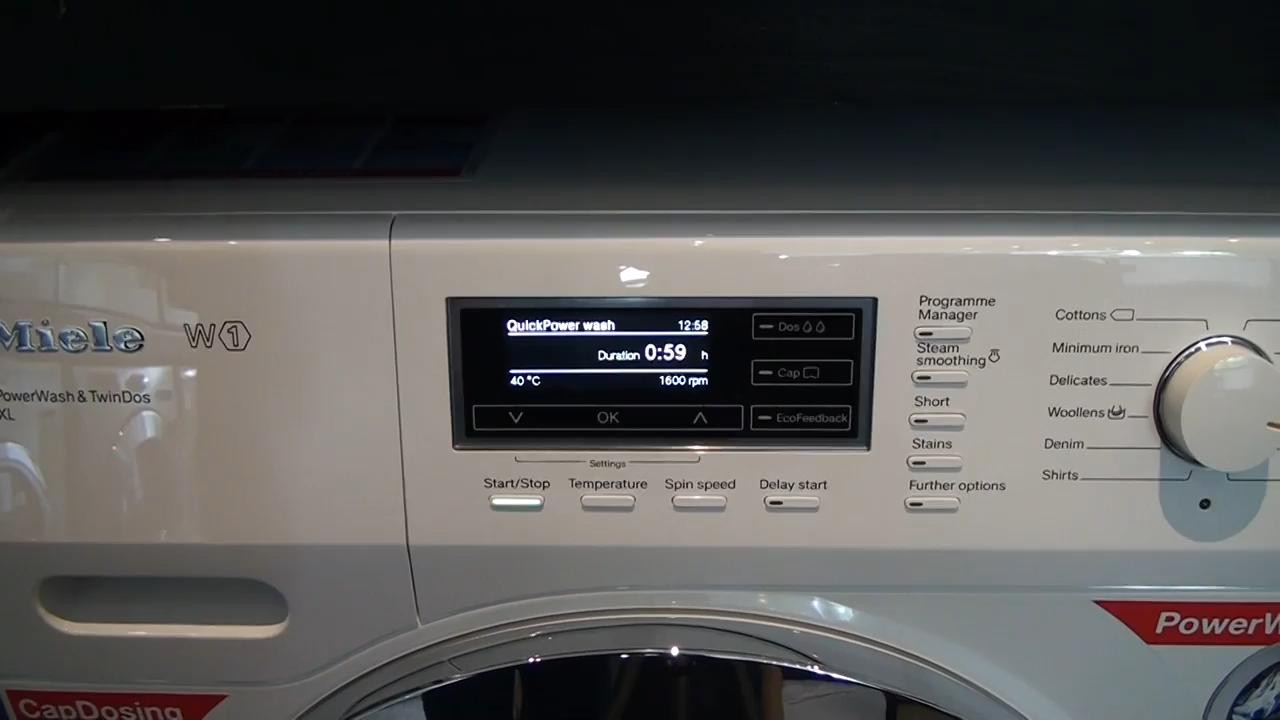 Miele W1
PowerWash & TwinDos
XL
QuickPower wash 12:58
Duration 0:59 h
40 °C 1600 rpm
OK
Dos
Cap
EcoFeedback
Settings
Start/Stop
Temperature
Spin speed
Delay start
Programme
Manager
Steam
smoothing
Short
Stains
Further options
Cottons
Minimum iron
Delicates
Woollens
Denim
Shirts
PowerW
CapDosing